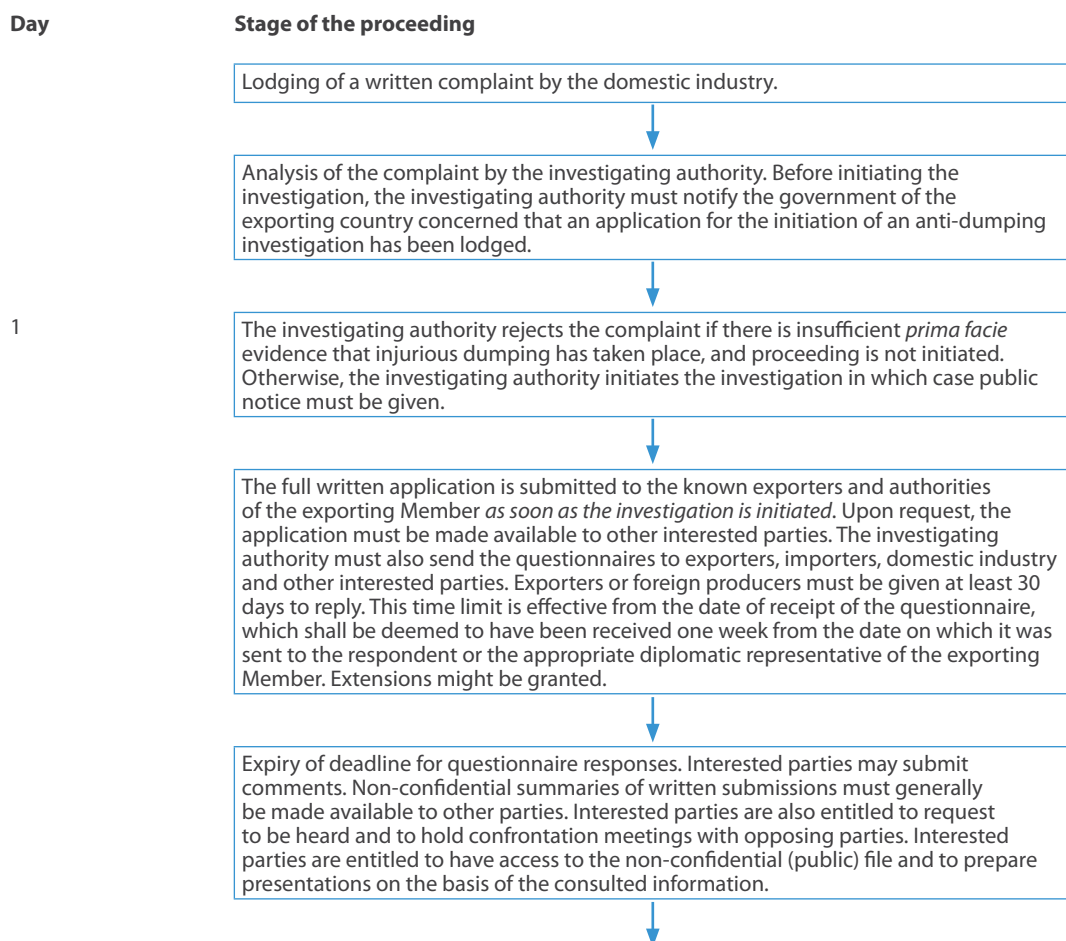 Day Stage of the proceeding
Lodging of a written complaint by the domestic industry.
Analysis of the complaint by the investigating authority. Before initiating the
investigation, the investigating authority must notify the government of the
exporting country concerned that an application for the initiation of an anti-dumping
investigation has been lodged.
1
The investigating authority rejects the complaint if there is insufficient prima facie
evidence that injurious dumping has taken place, and proceeding is not initiated.
Otherwise, the investigating authority initiates the investigation in which case public
notice must be given.
The full written application is submitted to the known exporters and authorities
of the exporting Member as soon as the investigation is initiated. Upon request, the
application must be made available to other interested parties. The investigating
authority must also send the questionnaires to exporters, importers, domestic industry
and other interested parties. Exporters or foreign producers must be given at least 30
days to reply. This time limit is effective from the date of receipt of the questionnaire,
which shall be deemed to have been received one week from the date on which it was
sent to the respondent or the appropriate diplomatic representative of the exporting
Member. Extensions might be granted.
Expiry of deadline for questionnaire responses. Interested parties may submit
comments. Non-confidential summaries of written submissions must generally
be made available to other parties. Interested parties are also entitled to request
to be heard and to hold confrontation meetings with opposing parties. Interested
parties are entitled to have access to the non-confidential (public) file and to prepare
presentations on the basis of the consulted information.